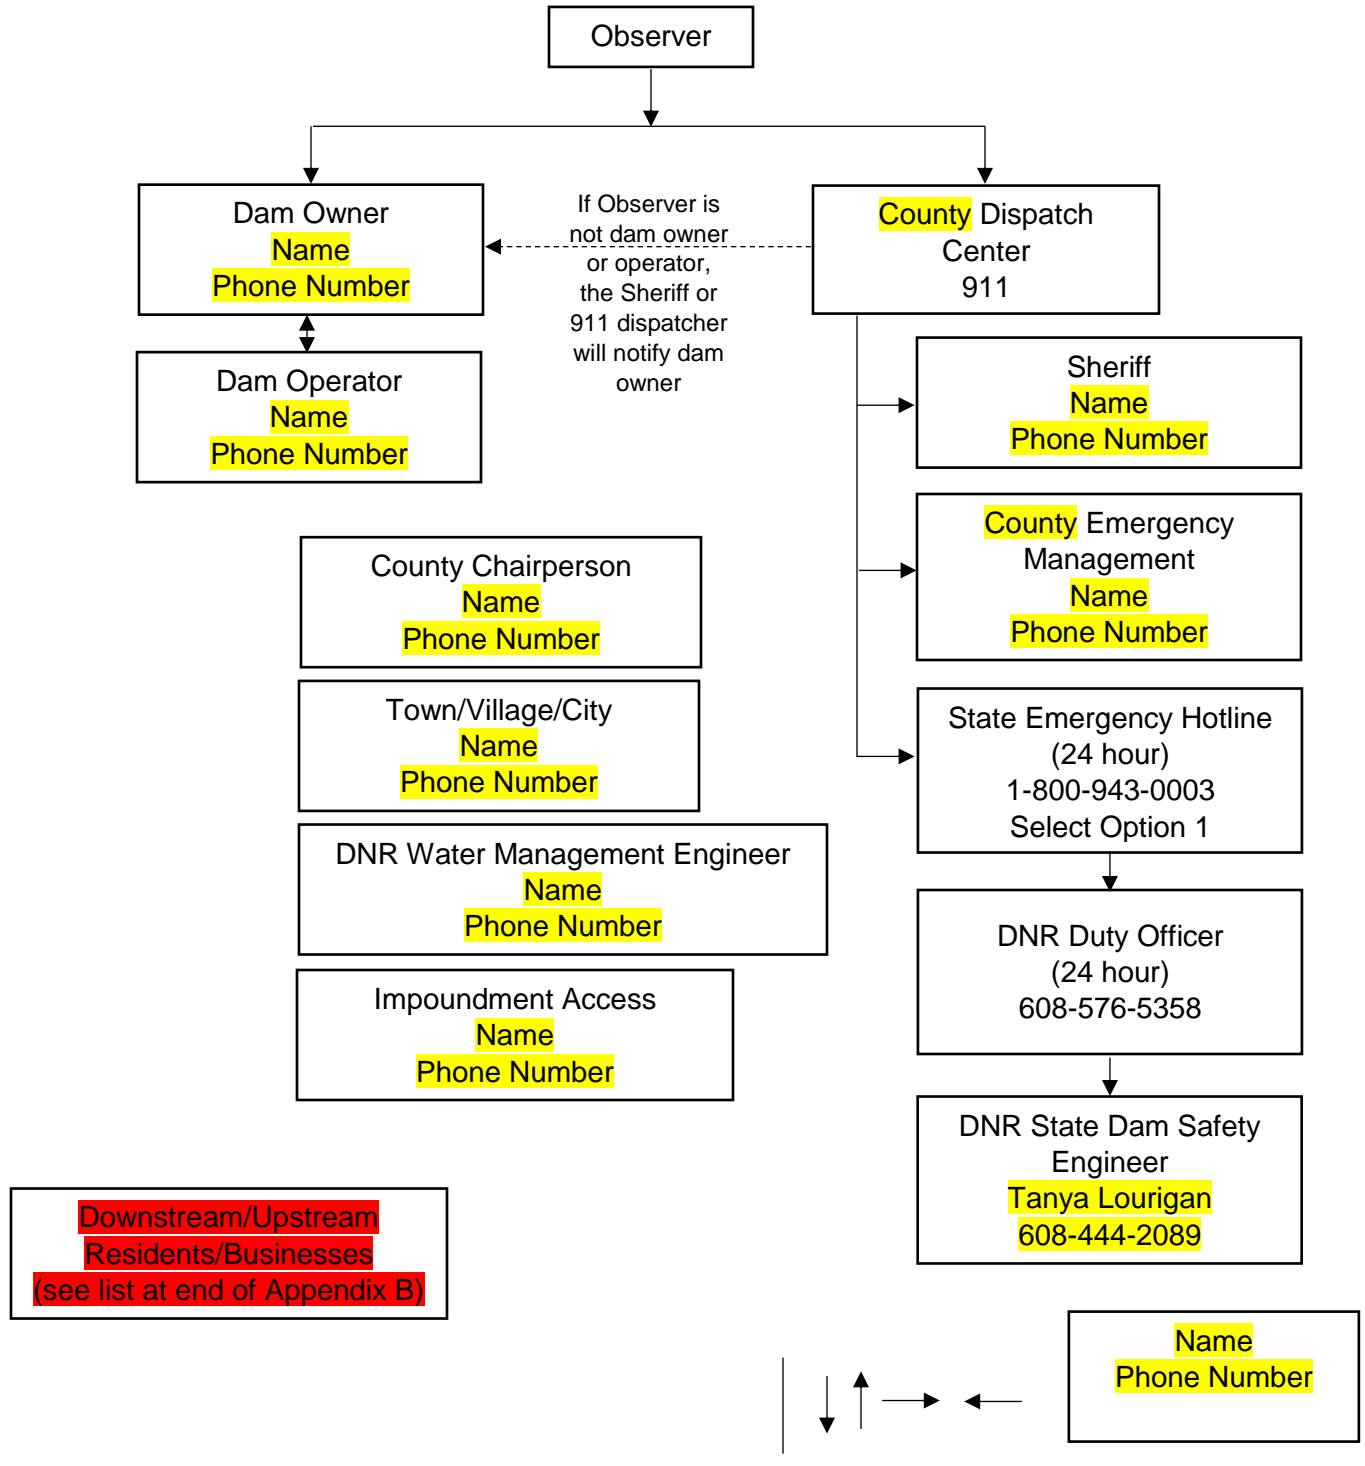 Observer
Dam Owner
Name
Phone Number
If Observer is
not dam owner
or operator,
the Sheriff or
911 dispatcher
will notify dam
owner
County Dispatch
Center
911
Dam Operator
Name
Phone Number
Sheriff
Name
Phone Number
County Emergency
Management
Name
Phone Number
County Chairperson
Name
Phone Number
Town/Village/City
Name
Phone Number
State Emergency Hotline
(24 hour)
1-800-943-0003
Select Option 1
DNR Water Management Engineer
Name
Phone Number
DNR Duty Officer
(24 hour)
608-576-5358
Impoundment Access
Name
Phone Number
DNR State Dam Safety
Engineer
Tanya Lourigan
608-444-2089
Downstream/Upstream
Residents/Businesses
(see list at end of Appendix B)
Name
Phone Number